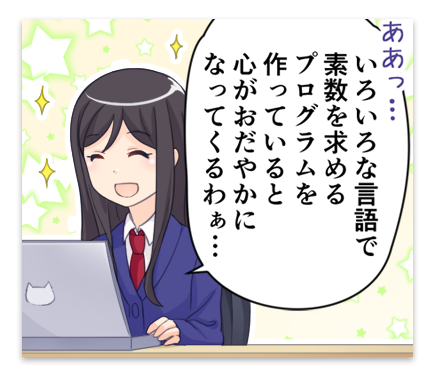 ああっ…
いろいろな言語で
素数を求める
プログラムを
作っていると
心がおだやかに
なってくるわぁ…